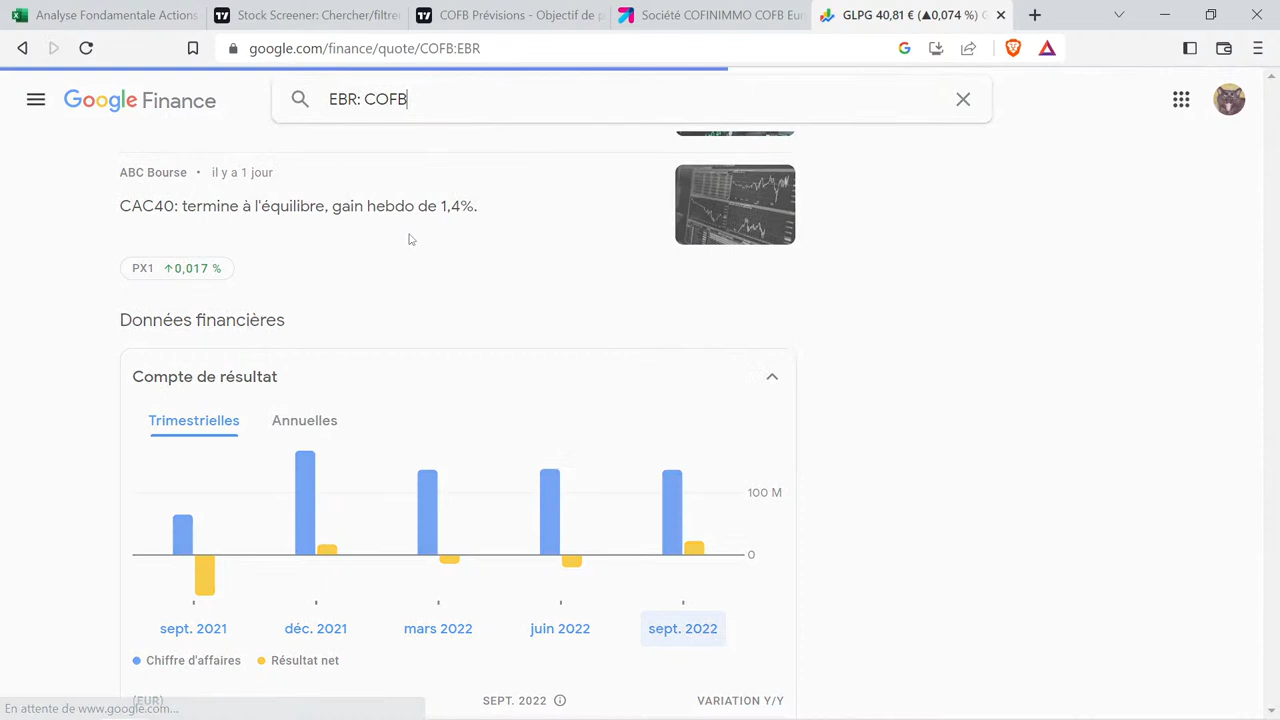 Analyse Fondamentale Actions
Stock Screener: Chercher/filtrer
COFB Prévisions - Objectif de p
Société COFINIMMO COFB Eur
GLPG 40,81 € (▲0,074 %) G
google.com/finance/quote/COFB:EBR
Google Finance
EBR: COFB
ABC Bourse • il y a 1 jour
CAC40: termine à l'équilibre, gain hebdo de 1,4%.
PX1 ↑0,017 %
Données financières
Compte de résultat
Trimestrielles Annuelles
100 M
0
sept. 2021 déc. 2021 mars 2022 juin 2022 sept. 2022
Chiffre d'affaires Résultat net
(EUR) SEPT. 2022 VARIATION Y/Y
En attente de www.google.com...